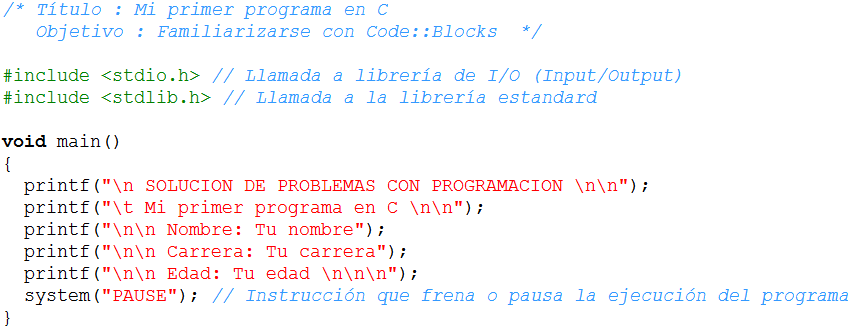 /* Título : Mi primer programa en C
Objetivo : Familiarizarse con Code::Blocks */
#include <stdio.h> // Llamada a librería de I/O (Input/Output)
#include <stdlib.h> // Llamada a la librería estandard
void main()
{
printf("\n SOLUCION DE PROBLEMAS CON PROGRAMACION \n\n");
printf("\t Mi primer programa en C \n\n");
printf("\n\n Nombre: Tu nombre");
printf("\n\n Carrera: Tu carrera");
printf("\n\n Edad: Tu edad \n\n\n");
system("PAUSE"); // Instrucción que frena o pausa la ejecución del programa
}